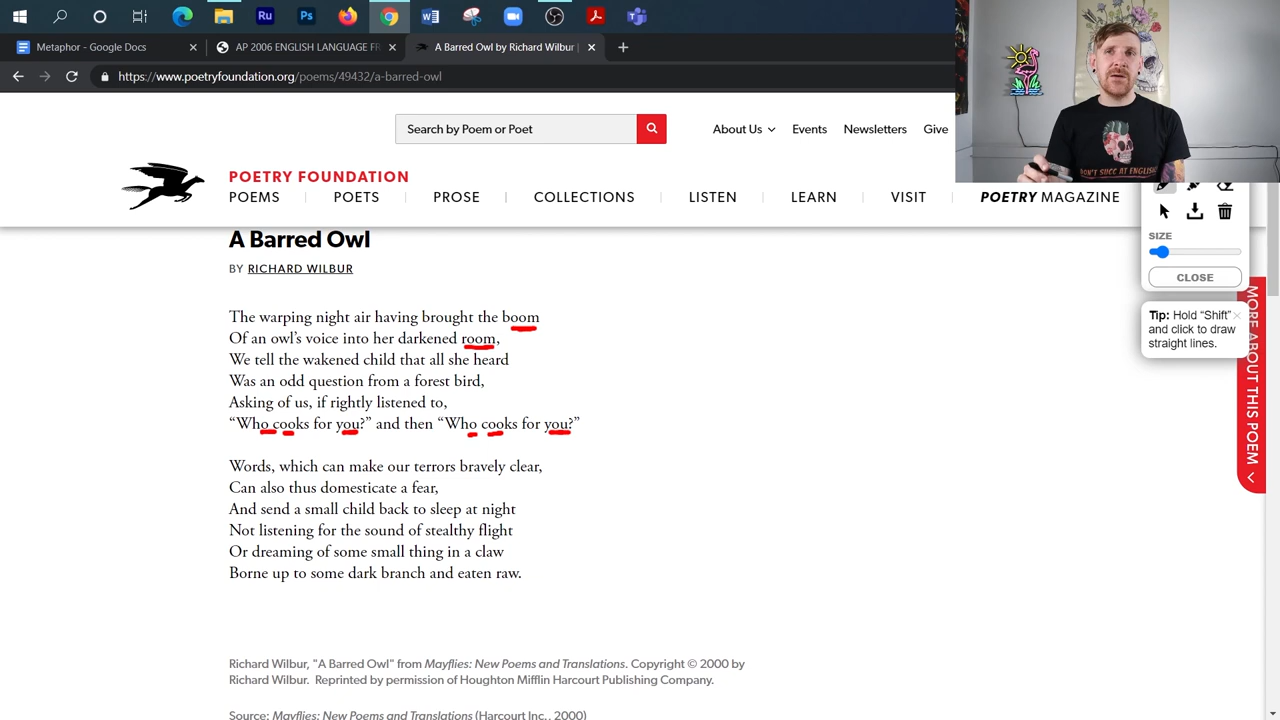 Metaphor - Google Docs
AP 2006 ENGLISH LANGUAGE FR
A Barred Owl by Richard Wilbur |
https://www.poetryfoundation.org/poems/49432/a-barred-owl
Search by Poem or Poet
About Us
Events
Newsletters
Give
POETRY FOUNDATION
POEMS
POETS
PROSE
COLLECTIONS
LISTEN
LEARN
VISIT
POETRY MAGAZINE
DON'T SUCC AT ENGLISH
SIZE
CLOSE
Tip: Hold “Shift”
and click to draw
straight lines.
MORE ABOUT THIS POEM
A Barred Owl
BY RICHARD WILBUR
The warping night air having brought the boom
Of an owl’s voice into her darkened room,
We tell the wakened child that all she heard
Was an odd question from a forest bird,
Asking of us, if rightly listened to,
“Who cooks for you?” and then “Who cooks for you?”
Words, which can make our terrors bravely clear,
Can also thus domesticate a fear,
And send a small child back to sleep at night
Not listening for the sound of stealthy flight
Or dreaming of some small thing in a claw
Borne up to some dark branch and eaten raw.
Richard Wilbur, "A Barred Owl" from Mayflies: New Poems and Translations. Copyright © 2000 by
Richard Wilbur. Reprinted by permission of Houghton Mifflin Harcourt Publishing Company.
Source: Mayflies: New Poems and Translations (Harcourt Inc., 2000)